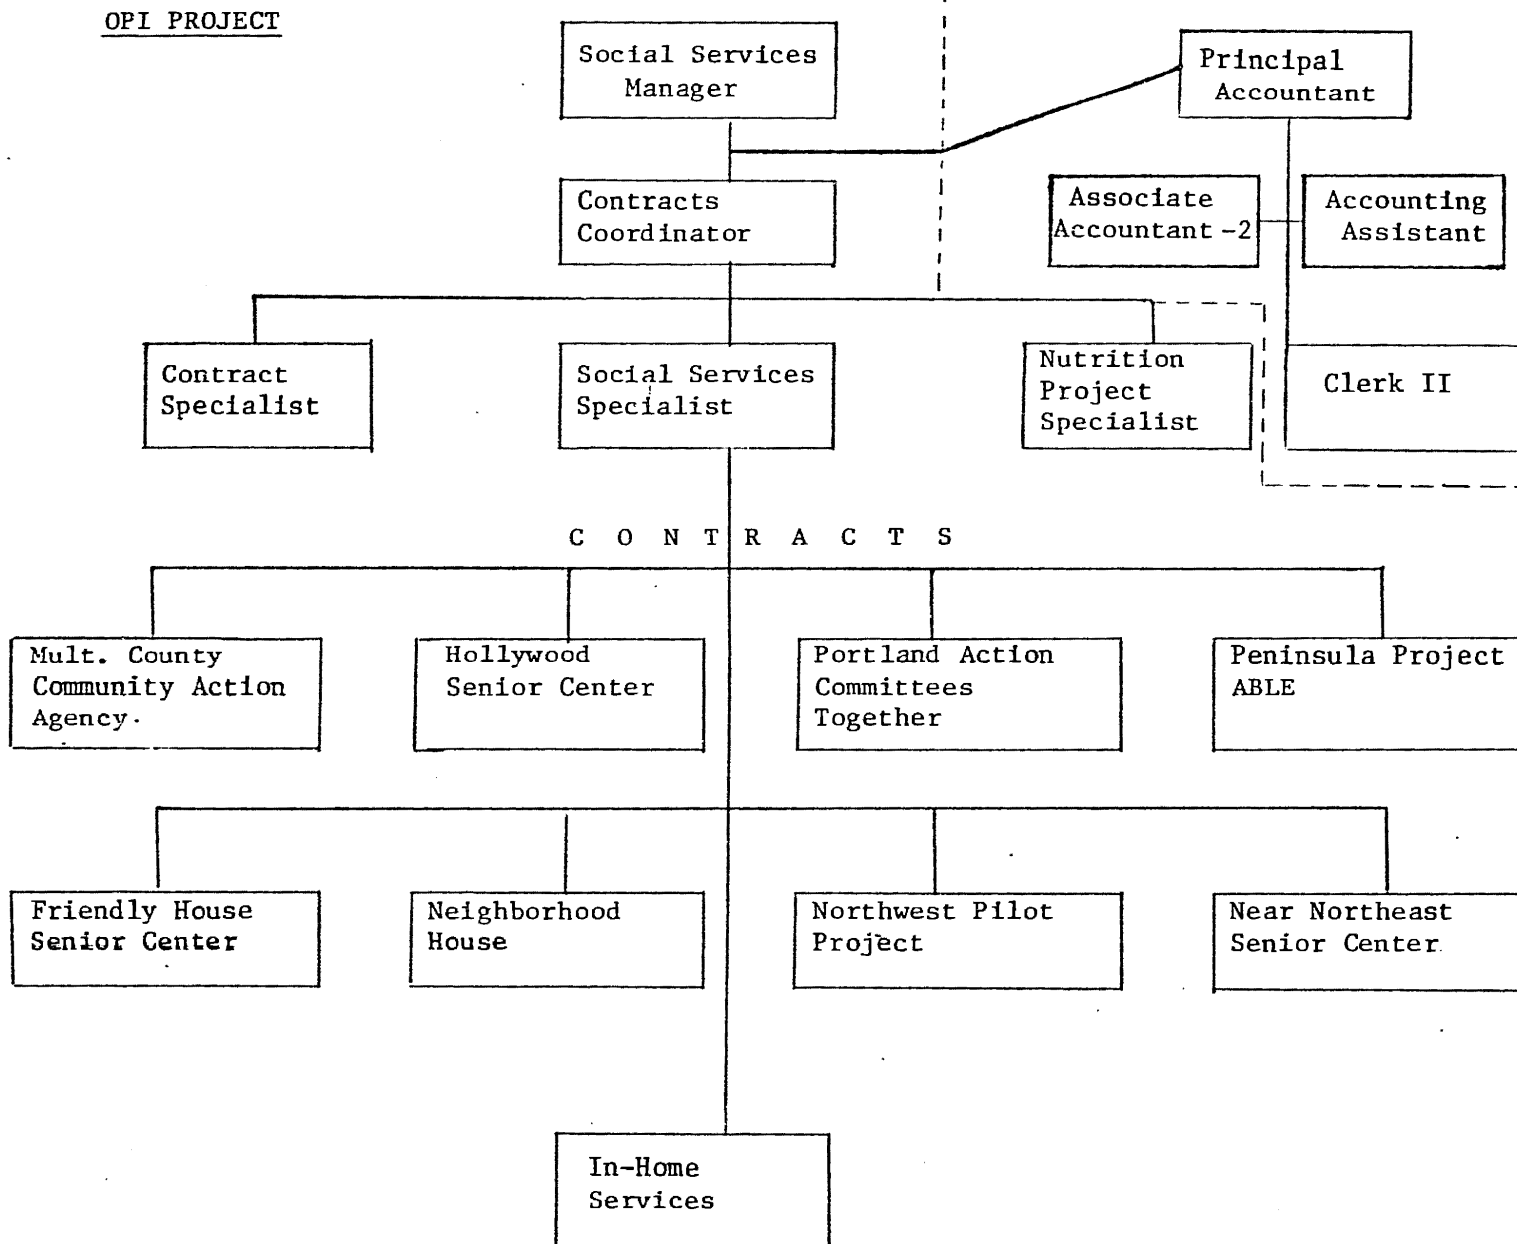 OPI PROJECT
Social Services
Manager
Principal
Accountant
Contracts
Coordinator
Associate
Accountant -2
Accounting
Assistant
Contract
Specialist
Social Services
Specialist
Nutrition
Project
Specialist
Clerk II
C O N T R A C T S
Mult. County
Community Action
Agency.
Hollywood
Senior Center
Portland Action
Committees
Together
Peninsula Project
ABLE
Friendly House
Senior Center
Neighborhood
House
Northwest Pilot
Project
Near Northeast
Senior Center
In-Home
Services